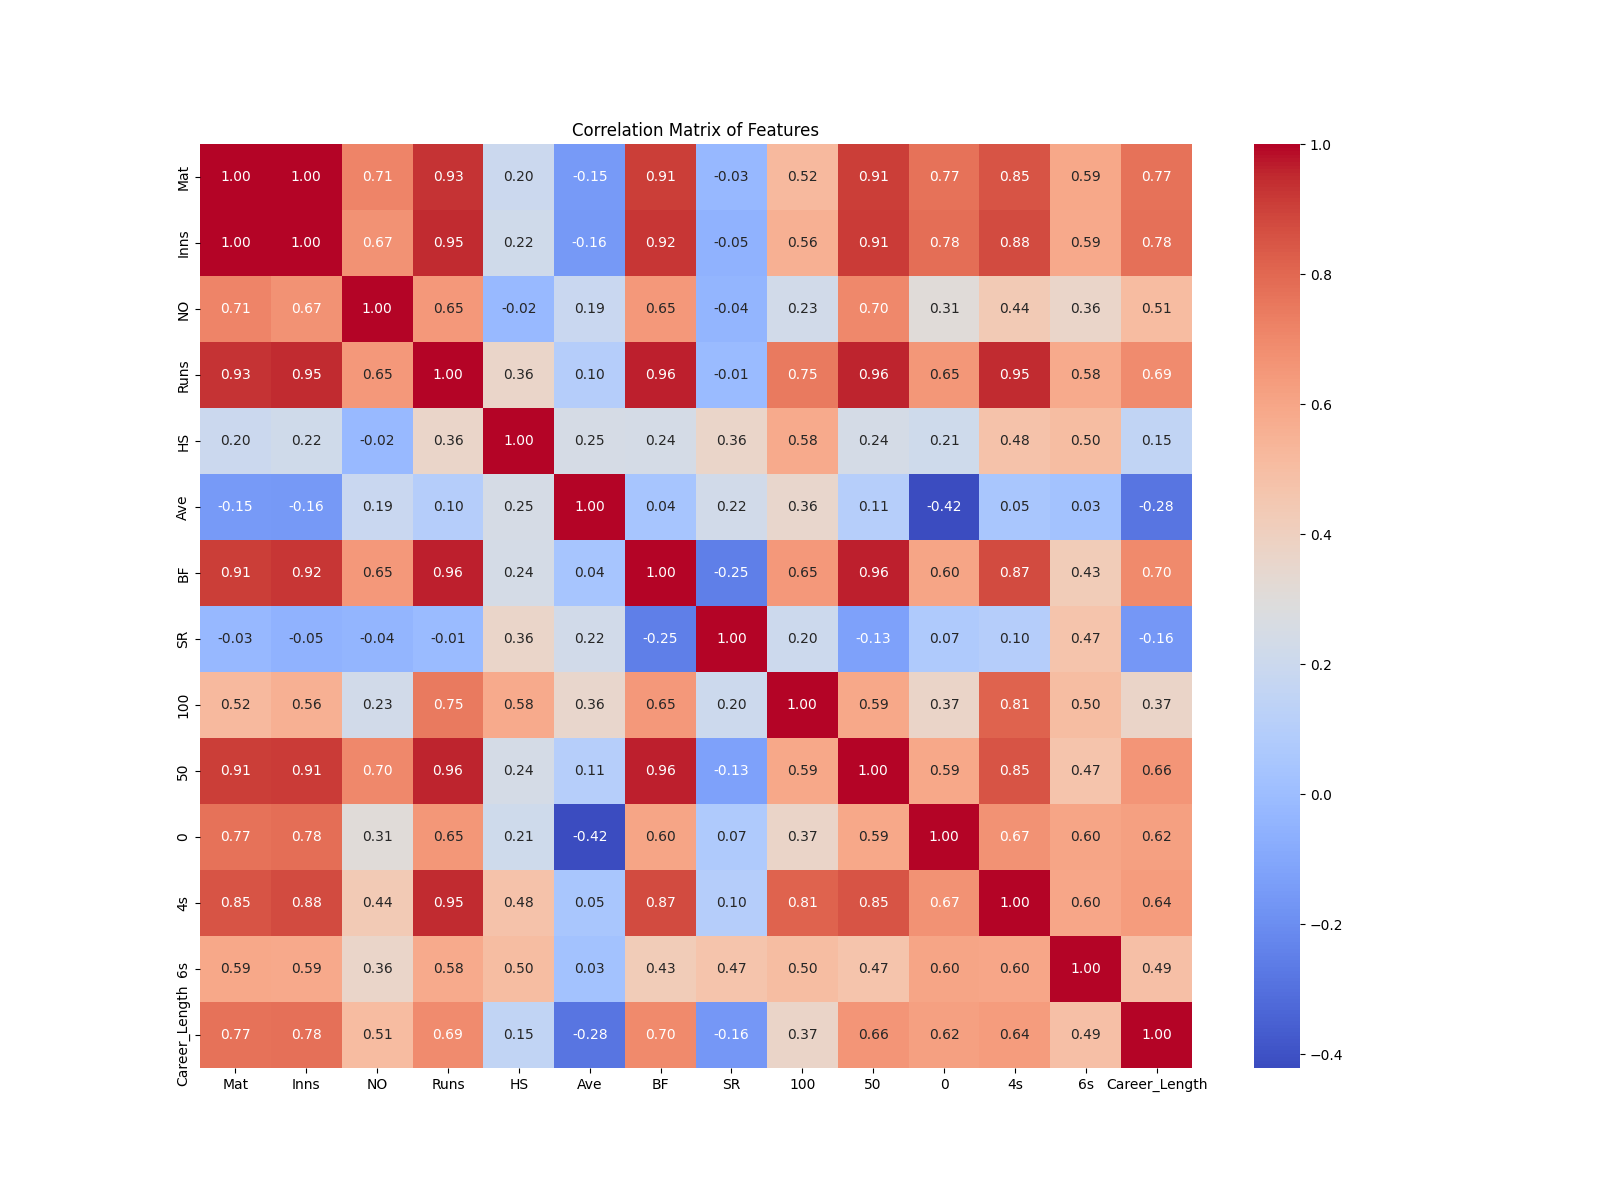 Correlation Matrix of Features
Mat 1.00 1.00 0.71 0.93 0.20 -0.15 0.91 -0.03 0.52 0.91 0.77 0.85 0.59 0.77
Inns 1.00 1.00 0.67 0.95 0.22 -0.16 0.92 -0.05 0.56 0.91 0.78 0.88 0.59 0.78
NO 0.71 0.67 1.00 0.65 -0.02 0.19 0.65 -0.04 0.23 0.70 0.31 0.44 0.36 0.51
Runs 0.93 0.95 0.65 1.00 0.36 0.10 0.96 -0.01 0.75 0.96 0.65 0.95 0.58 0.69
HS 0.20 0.22 -0.02 0.36 1.00 0.25 0.24 0.36 0.58 0.24 0.21 0.48 0.50 0.15
Ave -0.15 -0.16 0.19 0.10 0.25 1.00 0.04 0.22 0.36 0.11 -0.42 0.05 0.03 -0.28
BF 0.91 0.92 0.65 0.96 0.24 0.04 1.00 -0.25 0.65 0.96 0.60 0.87 0.43 0.70
SR -0.03 -0.05 -0.04 -0.01 0.36 0.22 -0.25 1.00 0.20 -0.13 0.07 0.10 0.47 -0.16
100 0.52 0.56 0.23 0.75 0.58 0.36 0.65 0.20 1.00 0.59 0.37 0.81 0.50 0.37
50 0.91 0.91 0.70 0.96 0.24 0.11 0.96 -0.13 0.59 1.00 0.59 0.85 0.47 0.66
0 0.77 0.78 0.31 0.65 0.21 -0.42 0.60 0.07 0.37 0.59 1.00 0.67 0.60 0.62
4s 0.85 0.88 0.44 0.95 0.48 0.05 0.87 0.10 0.81 0.85 0.67 1.00 0.60 0.64
6s 0.59 0.59 0.36 0.58 0.50 0.03 0.43 0.47 0.50 0.47 0.60 0.60 1.00 0.49
Career_Length 0.77 0.78 0.51 0.69 0.15 -0.28 0.70 -0.16 0.37 0.66 0.62 0.64 0.49 1.00
Mat Inns NO Runs HS Ave BF SR 100 50 0 4s 6s Career_Length
1.0
0.8
0.6
0.4
0.2
0.0
−0.2
−0.4